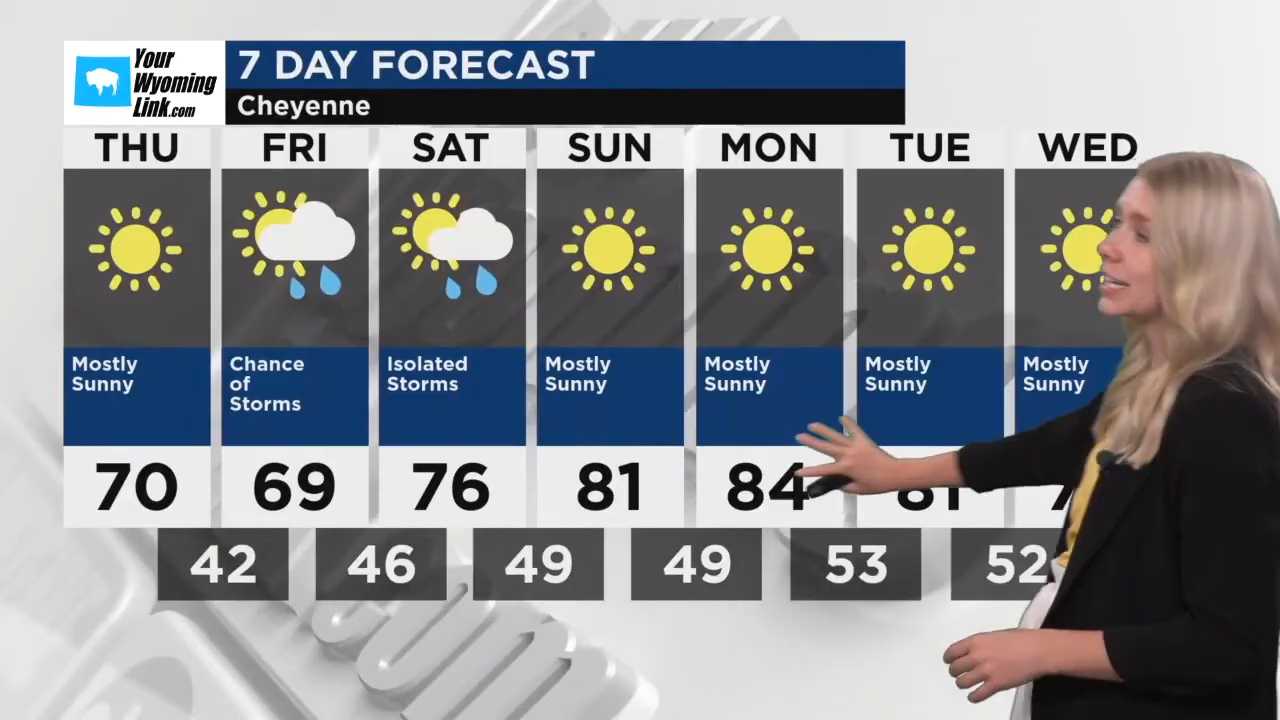 Your
Wyoming
Link.com
7 DAY FORECAST
Cheyenne
THU FRI SAT SUN MON TUE WED
Mostly
Sunny
Chance
of
Storms
Isolated
Storms
Mostly
Sunny
Mostly
Sunny
Mostly
Sunny
Mostly
Sunny
70 69 76 81 84 81
42 46 49 49 53 52